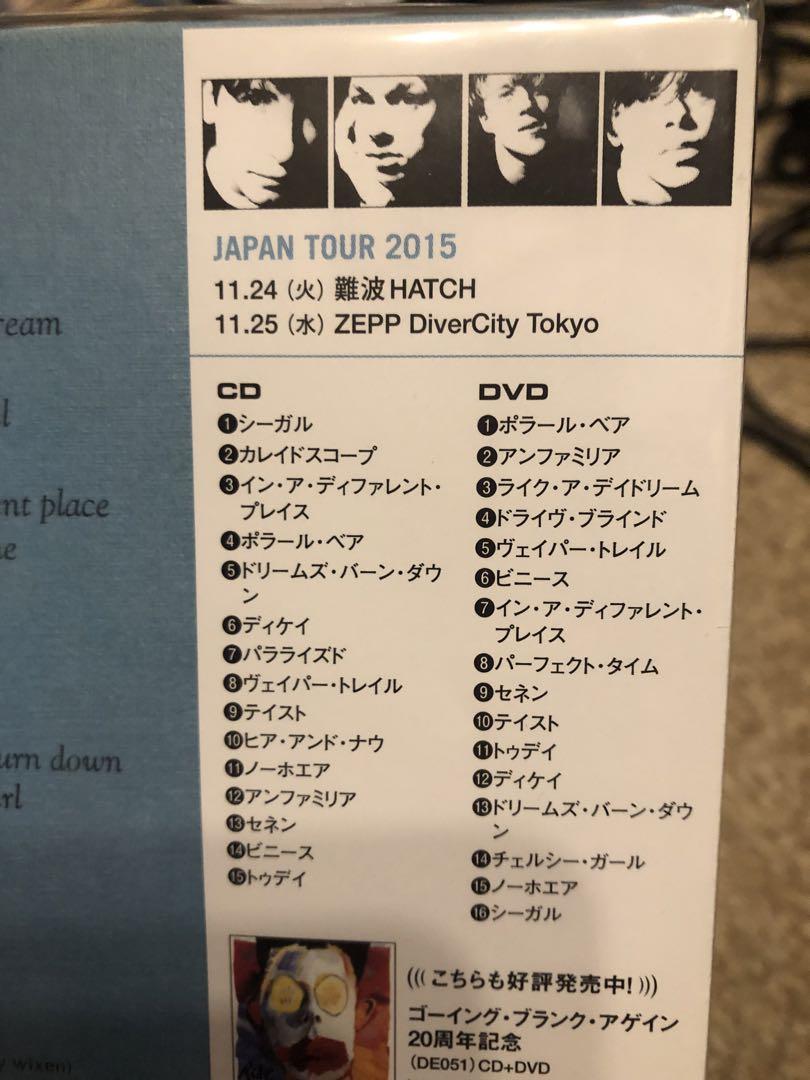 JAPAN TOUR 2015
11.24（火）難波HATCH
11.25（水）ZEPP DiverCity Tokyo
CD
❶シーガル
❷カレイドスコープ
❸イン・ア・ディファレント・
プレイス
❹ポラール・ベア
❺ドリームズ・バーン・ダウ
ン
❻ディケイ
❼パラライズド
❽ヴェイパー・トレイル
❾テイスト
❿ヒア・アンド・ナウ
⓫ノーホエア
⓬アンファミリア
⓭セネン
⓮ビニース
⓯トゥデイ
DVD
❶ポラール・ベア
❷アンファミリア
❸ライク・ア・デイドリーム
❹ドライヴ・ブラインド
❺ヴェイパー・トレイル
❻ビニース
❼イン・ア・ディファレント・
プレイス
❽パーフェクト・タイム
❾セネン
❿テイスト
⓫トゥデイ
⓬ディケイ
⓭ドリームズ・バーン・ダウ
ン
⓮チェルシー・ガール
⓯ノーホエア
⓰シーガル
(((こちらも好評発売中!)))
ゴーイング・ブランク・アゲイン
20周年記念
（DE051）CD+DVD
nt place
urn down
wixen)